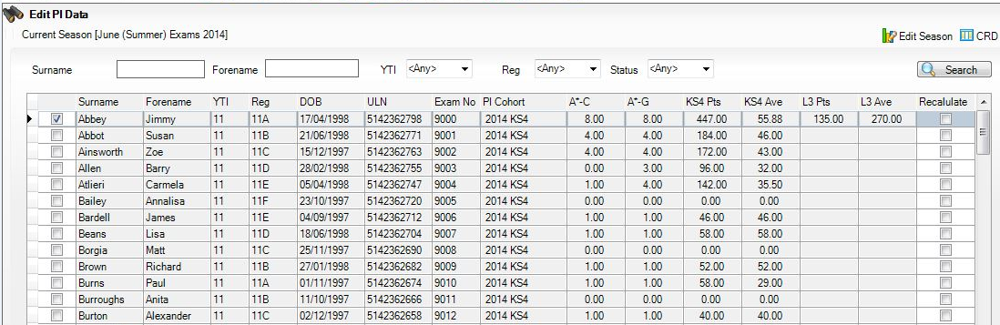 Edit PI Data
Current Season [June (Summer) Exams 2014]
Edit Season CRD
Surname Forename YTI <Any> Reg <Any> Status <Any> Search
Surname Forename YTI Reg DOB ULN Exam No PI Cohort A*-C A*-G KS4 Pts KS4 Ave L3 Pts L3 Ave Recalulate
Abbey Jimmy 11 11A 17/04/1998 5142362798 9000 2014 KS4 8.00 8.00 447.00 55.88 135.00 270.00
Abbot Susan 11 11B 21/06/1998 5142362771 9001 2014 KS4 4.00 4.00 184.00 46.00
Ainsworth Zoe 11 11C 15/12/1997 5142362763 9002 2014 KS4 4.00 4.00 172.00 43.00
Allen Barry 11 11D 28/02/1998 5142362755 9003 2014 KS4 0.00 3.00 96.00 32.00
Atlieri Carmela 11 11E 05/04/1998 5142362747 9004 2014 KS4 1.00 4.00 142.00 35.50
Bailey Annalisa 11 11F 23/10/1997 5142362720 9005 2014 KS4 0.00 0.00 0.00 0.00
Bardell James 11 11E 04/09/1997 5142362712 9006 2014 KS4 1.00 1.00 46.00 46.00
Beans Lisa 11 11D 18/06/1998 5142362704 9007 2014 KS4 1.00 1.00 58.00 58.00
Borgia Matt 11 11C 25/11/1997 5142362690 9008 2014 KS4 0.00 0.00 0.00 0.00
Brown Richard 11 11B 27/01/1998 5142362682 9009 2014 KS4 1.00 1.00 52.00 52.00
Burns Paul 11 11A 01/11/1997 5142362674 9010 2014 KS4 1.00 1.00 58.00 29.00
Burroughs Anita 11 11B 11/10/1997 5142362666 9011 2014 KS4 0.00 0.00 0.00 0.00
Burton Alexander 11 11C 02/12/1997 5142362658 9012 2014 KS4 1.00 1.00 40.00 40.00